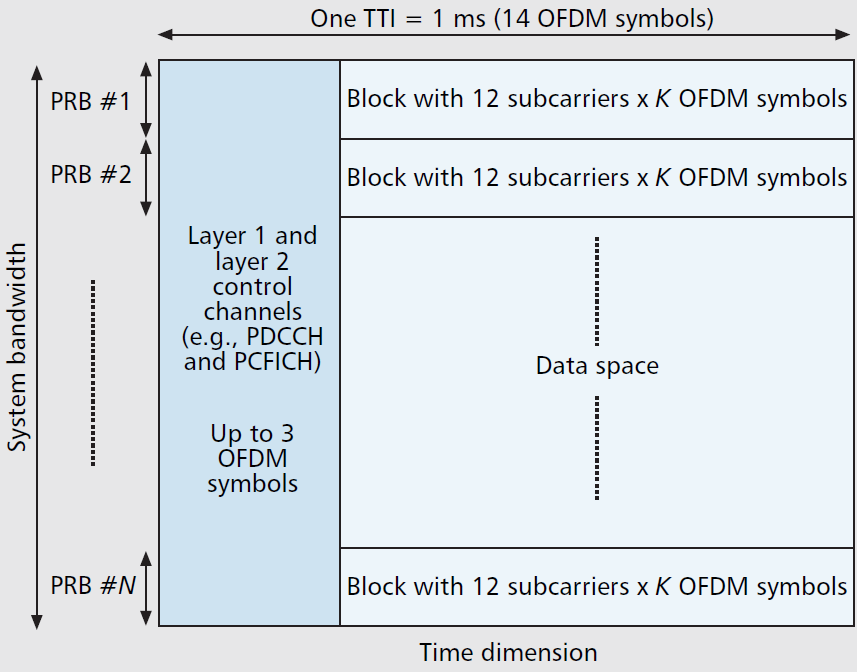 One TTI = 1 ms (14 OFDM symbols)
PRB #1
Block with 12 subcarriers x K OFDM symbols
PRB #2
Block with 12 subcarriers x K OFDM symbols
System bandwidth
Layer 1 and
layer 2
control
channels
(e.g., PDCCH
and PCFICH)
Up to 3
OFDM
symbols
Data space
PRB #N
Block with 12 subcarriers x K OFDM symbols
Time dimension